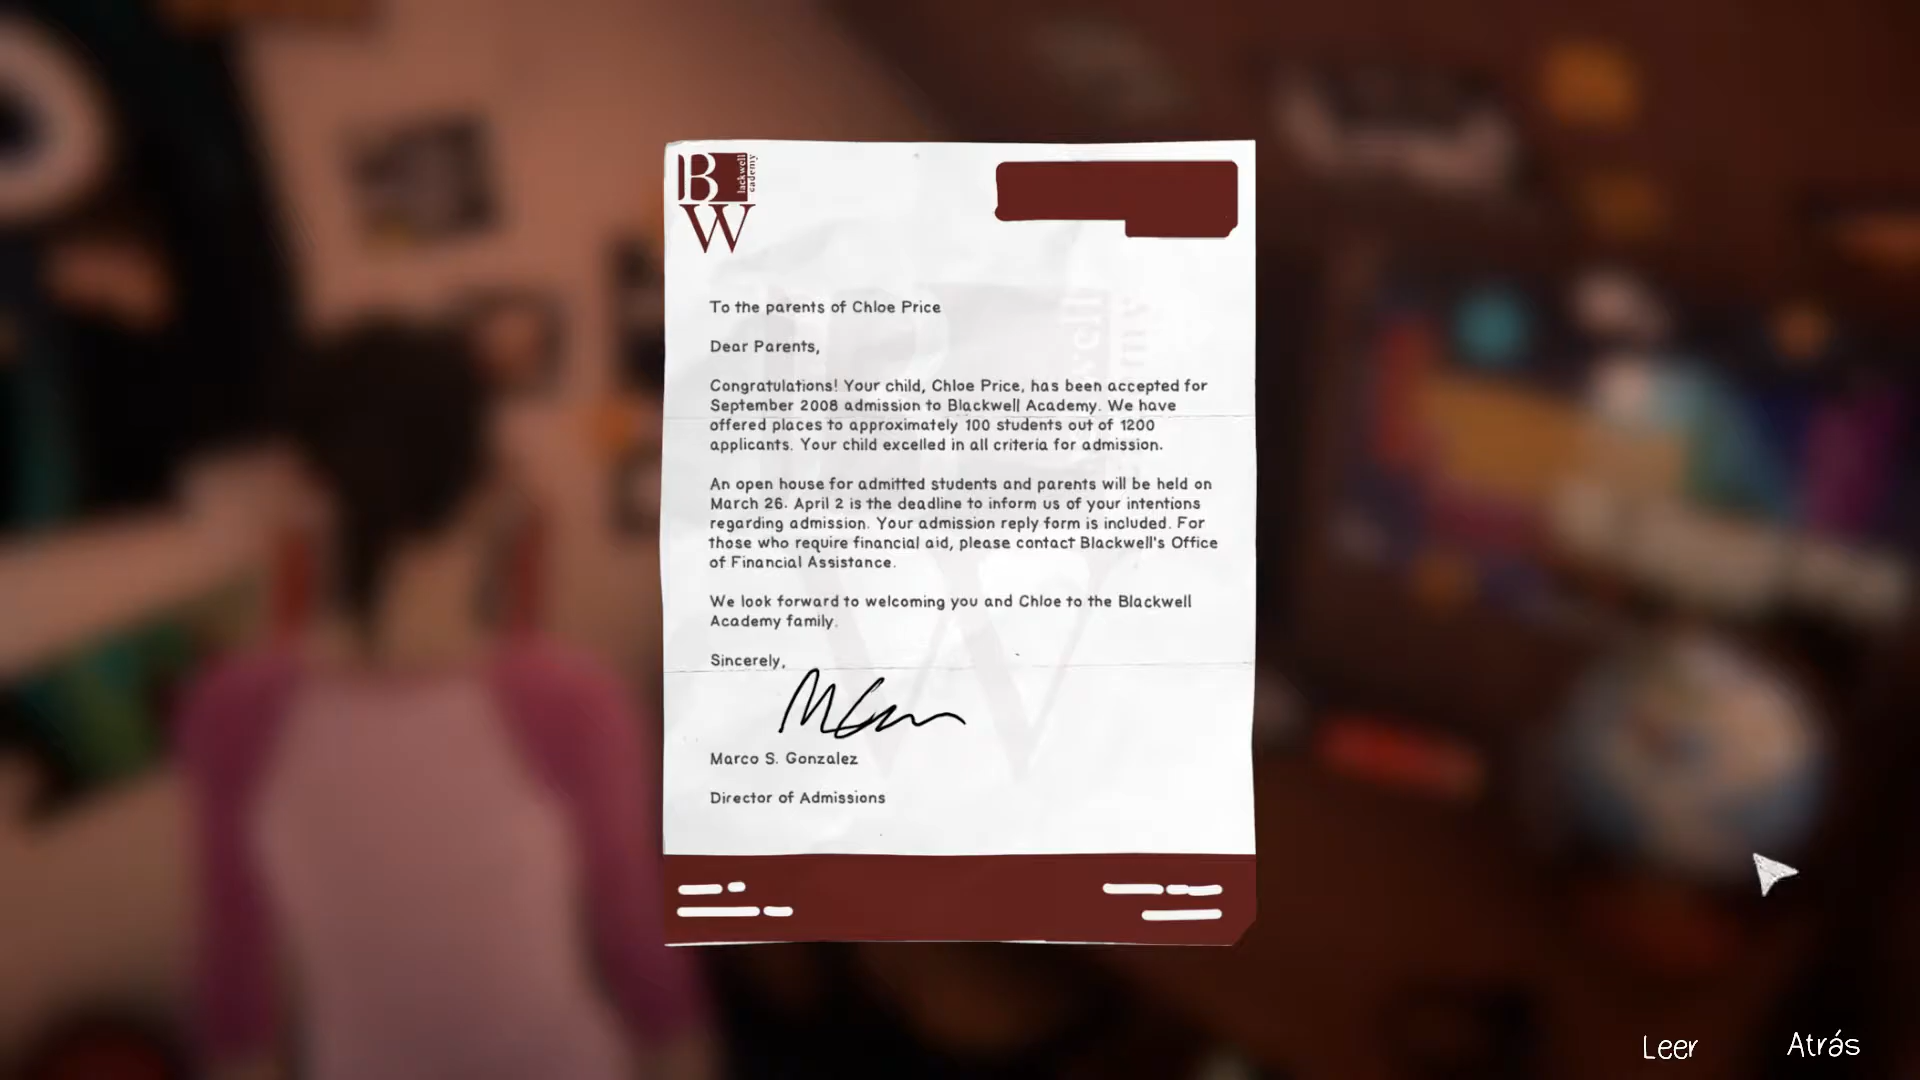 B
lackwell
cademy
W
To the parents of Chloe Price
Dear Parents,
Congratulations! Your child, Chloe Price, has been accepted for
September 2008 admission to Blackwell Academy. We have
offered places to approximately 100 students out of 1200
applicants. Your child excelled in all criteria for admission.
An open house for admitted students and parents will be held on
March 26. April 2 is the deadline to inform us of your intentions
regarding admission. Your admission reply form is included. For
those who require financial aid, please contact Blackwell's Office
of Financial Assistance.
We look forward to welcoming you and Chloe to the Blackwell
Academy family.
Sincerely,
Marco S. Gonzalez
Director of Admissions
Leer
Atrás